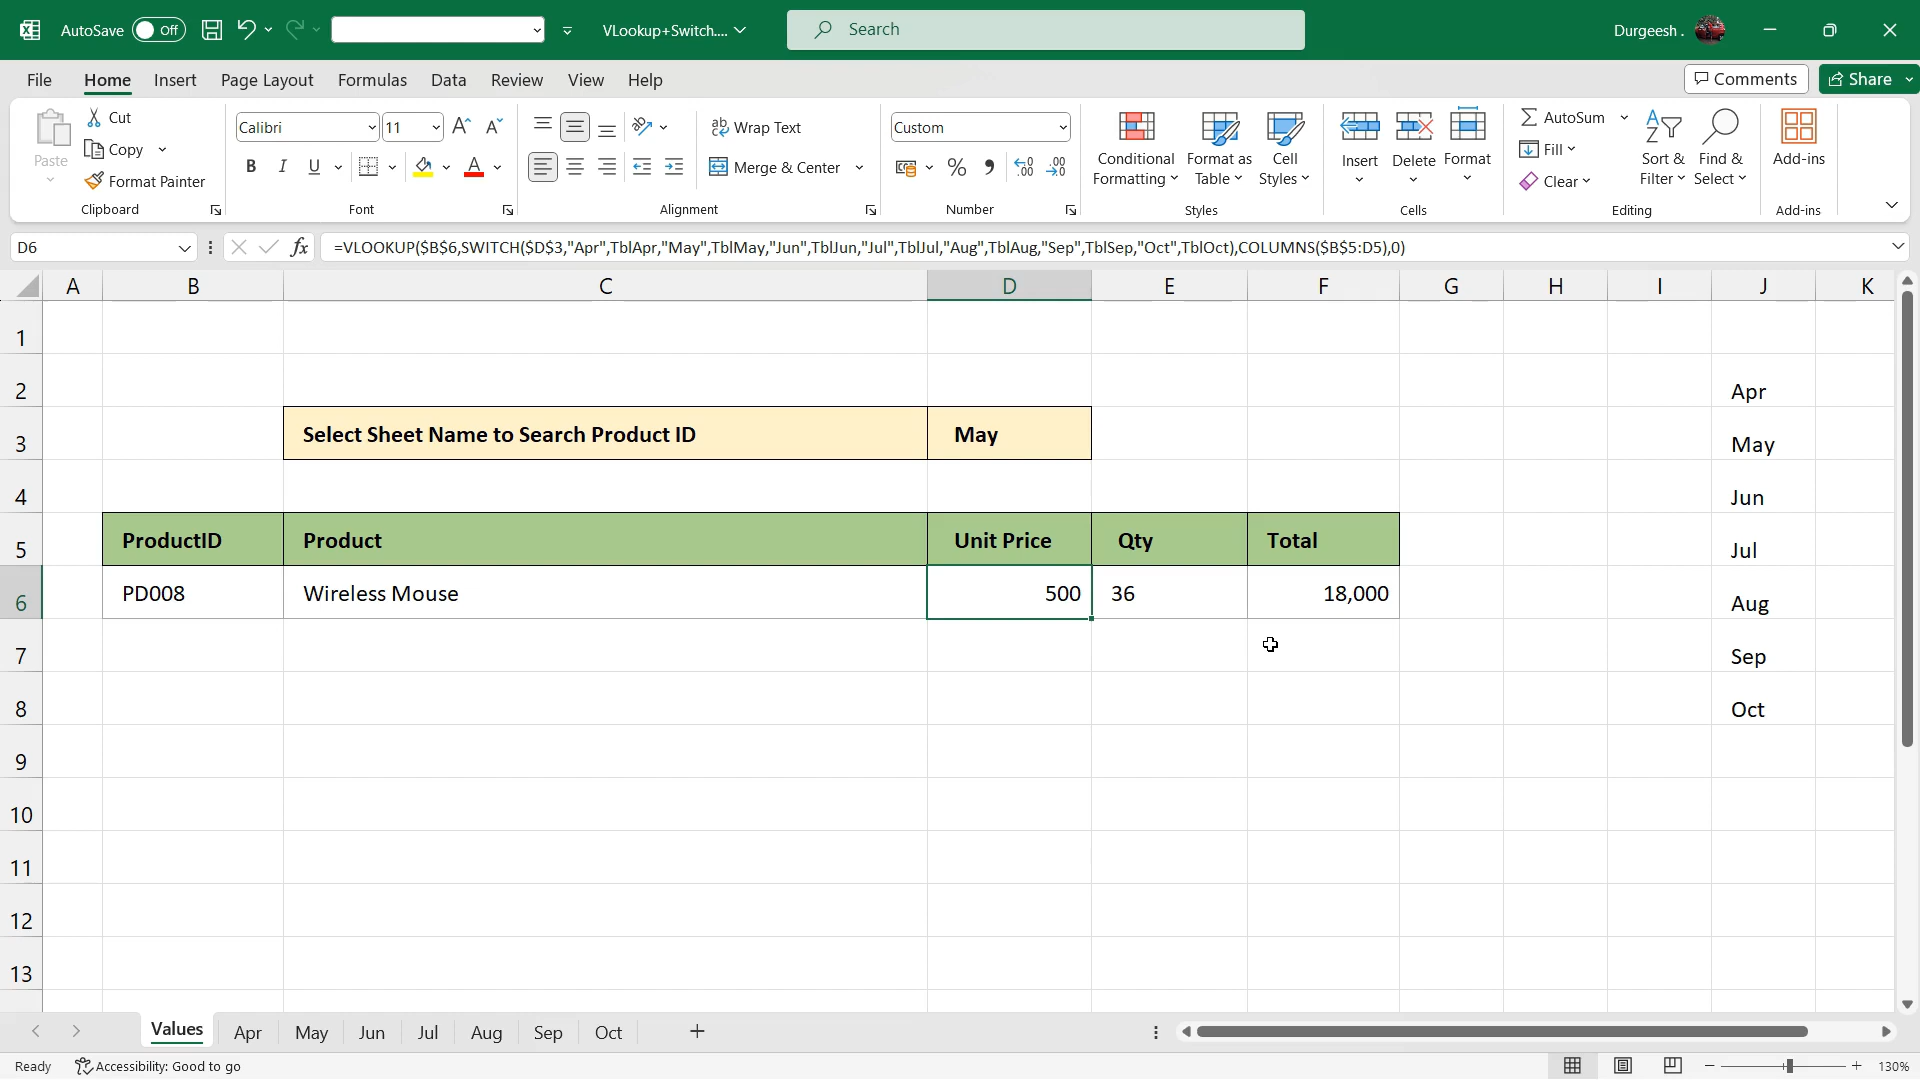 AutoSave Off VLookup+Switch.... Search Durgeesh .
File Home Insert Page Layout Formulas Data Review View Help Comments Share
Paste Cut Copy Format Painter Clipboard
Calibri 11 B I U A Font
Wrap Text Merge & Center Alignment
Custom % Number
Conditional Formatting Format as Table Cell Styles Styles
Insert Delete Format Cells
AutoSum Fill Clear Sort & Filter Find & Select Editing
Add-ins Add-ins
D6 fx =VLOOKUP($B$6,SWITCH($D$3,"Apr",TblApr,"May",TblMay,"Jun",TblJun,"Jul",TblJul,"Aug",TblAug,"Sep",TblSep,"Oct",TblOct),COLUMNS($B$5:D5),0)
A B C D E F G H I J K
1
2 Apr
3 Select Sheet Name to Search Product ID May May
4 Jun
5 ProductID Product Unit Price Qty Total Jul
6 PD008 Wireless Mouse 500 36 18,000 Aug
7 Sep
8 Oct
9
10
11
12
13
Values Apr May Jun Jul Aug Sep Oct
Ready Accessibility: Good to go 130%